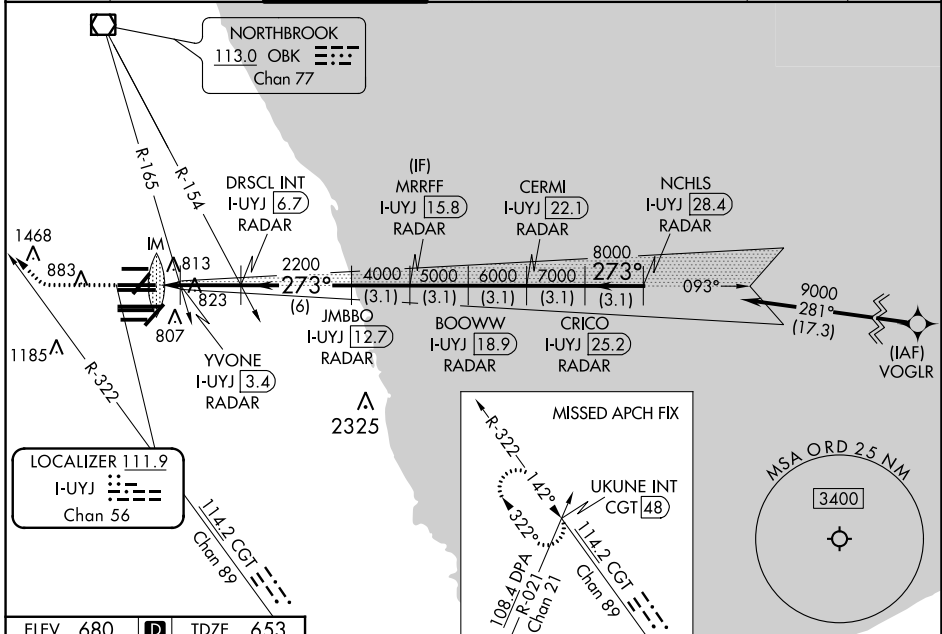 NORTHBROOK
113.0 OBK
Chan 77
R-165
R-154
DRSCL INT
I-UYJ 6.7
RADAR
(IF)
MRRFF
I-UYJ 15.8
RADAR
CERMI
I-UYJ 22.1
RADAR
NCHLS
I-UYJ 28.4
RADAR
1468
883
IM
813
823
807
1185
2200
273°
(6)
4000
(3.1)
5000
(3.1)
6000
(3.1)
7000
(3.1)
8000
273°
(3.1)
093°
9000
281°
(17.3)
(IAF)
VOGLR
JMBBO
I-UYJ 12.7
RADAR
BOOWW
I-UYJ 18.9
RADAR
CRICO
I-UYJ 25.2
RADAR
YVONE
I-UYJ 3.4
RADAR
R-322
2325
LOCALIZER 111.9
I-UYJ
Chan 56
114.2 CGT
Chan 89
MISSED APCH FIX
R-322
142°
322°
UKUNE INT
CGT 48
114.2 CGT
Chan 89
108.4 DPA
R-021
Chan 21
MSA ORD 25 NM
3400
ELEV 680
D
TDZE 653